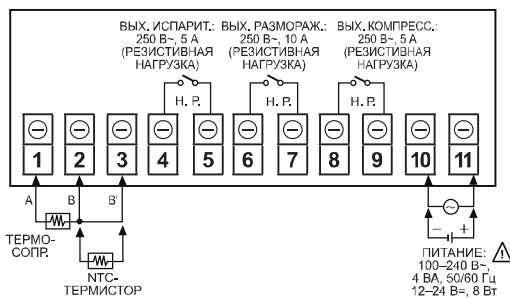 ВЫХ. ИСПАРИТ.:
250 В~, 5 А
(РЕЗИСТИВНАЯ
НАГРУЗКА)
ВЫХ. РАЗМОРАЖ.:
250 В~, 10 А
(РЕЗИСТИВНАЯ
НАГРУЗКА)
ВЫХ. КОМПРЕСС.:
250 В~, 5 А
(РЕЗИСТИВНАЯ
НАГРУЗКА)
Н. Р.
Н. Р.
Н. Р.
1 2 3 4 5 6 7 8 9 10 11
A B B'
ТЕРМО-
СОПР.
NTC-
ТЕРМИСТОР
− +
ПИТАНИЕ:
100–240 В~,
4 ВА, 50/60 Гц
12–24 В=, 8 Вт